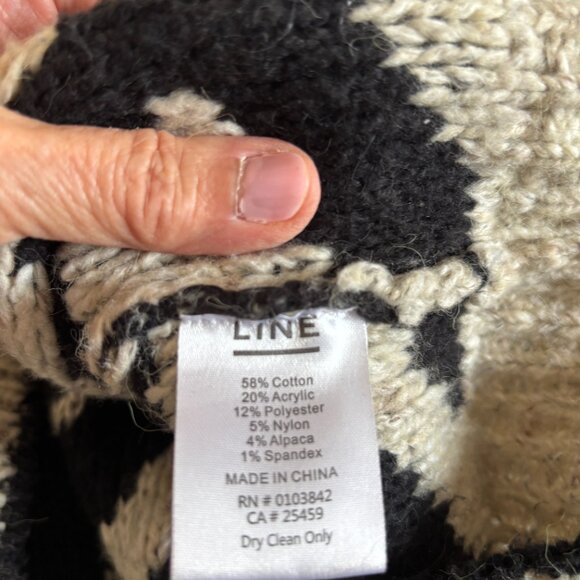 LINE
58% Cotton
20% Acrylic
12% Polyester
5% Nylon
4% Alpaca
1% Spandex
MADE IN CHINA
RN # 0103842
CA # 25459
Dry Clean Only